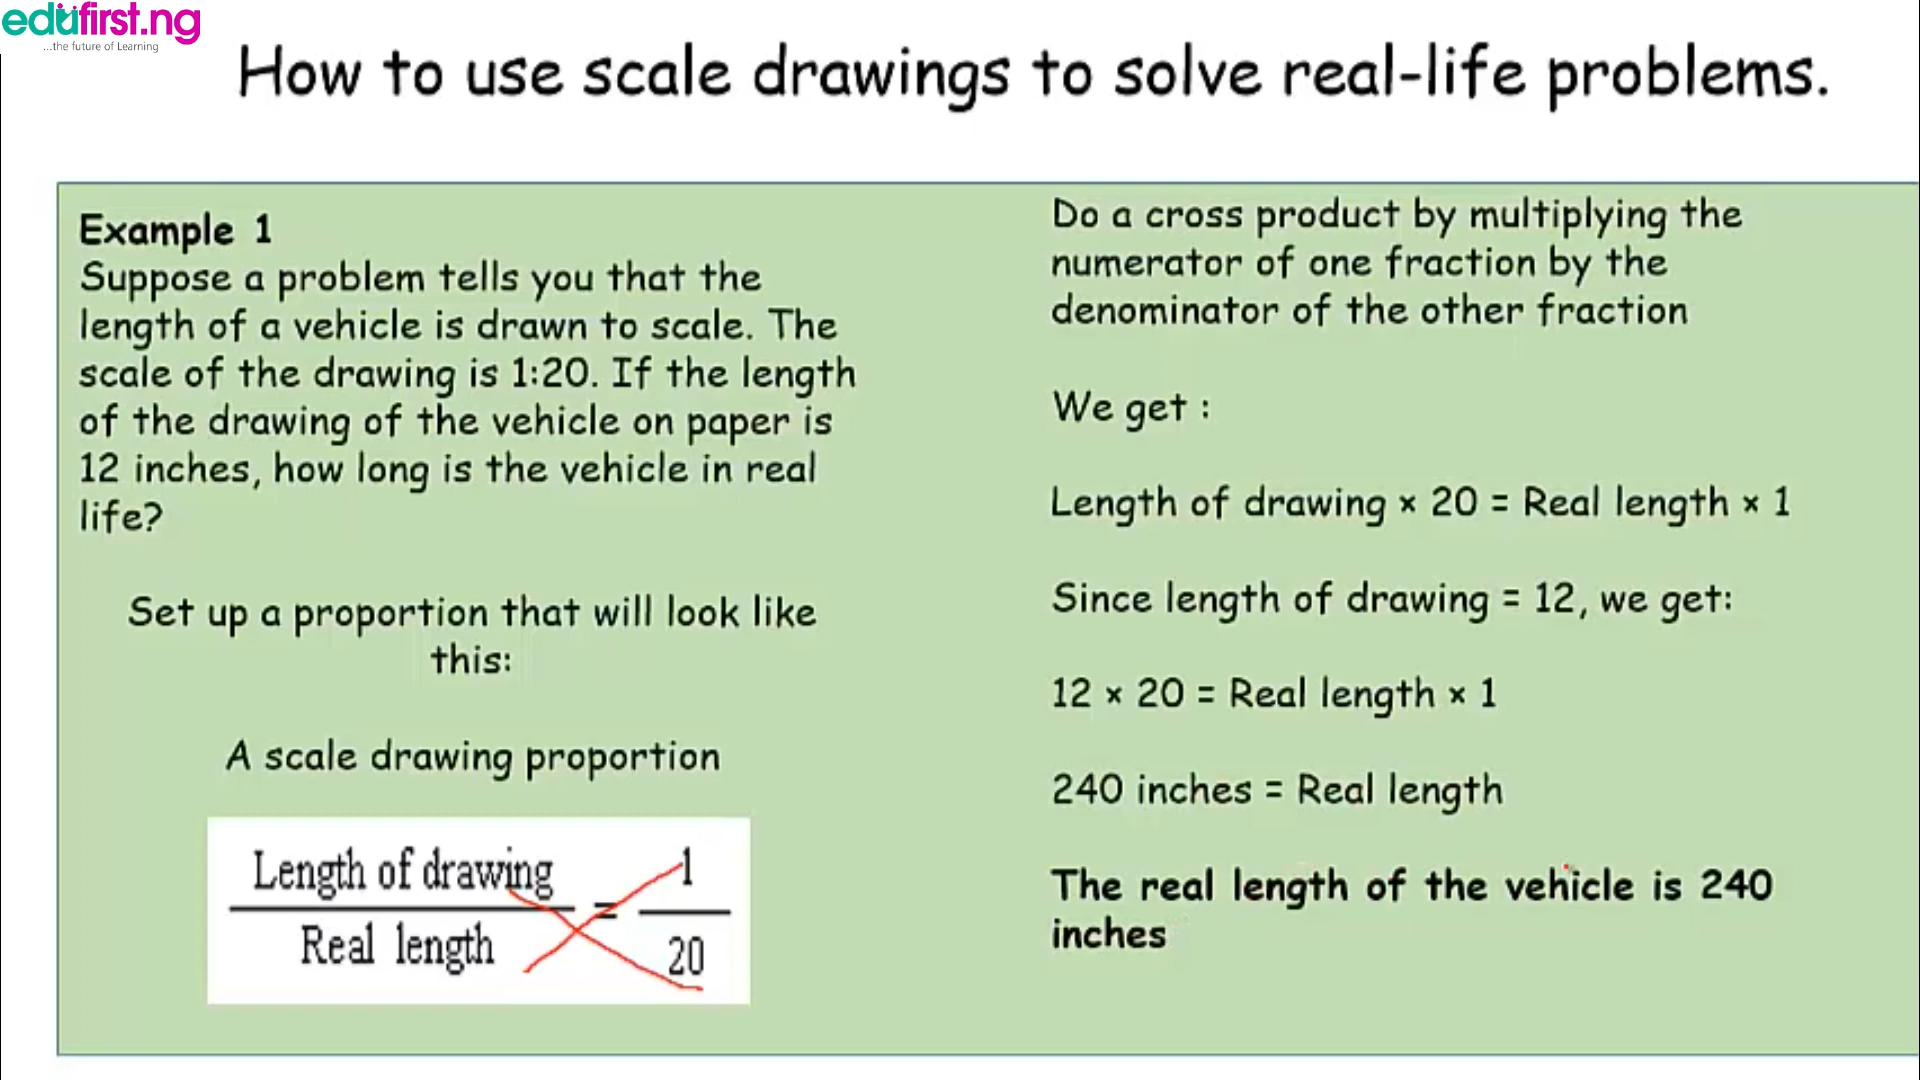 edufirst.ng
...the future of Learning
How to use scale drawings to solve real-life problems.
Example 1
Suppose a problem tells you that the
length of a vehicle is drawn to scale. The
scale of the drawing is 1:20. If the length
of the drawing of the vehicle on paper is
12 inches, how long is the vehicle in real
life?
Set up a proportion that will look like
this:
A scale drawing proportion
Length of drawing
Real length
=
1
20
Do a cross product by multiplying the
numerator of one fraction by the
denominator of the other fraction
We get :
Length of drawing × 20 = Real length × 1
Since length of drawing = 12, we get:
12 × 20 = Real length × 1
240 inches = Real length
The real length of the vehicle is 240
inches